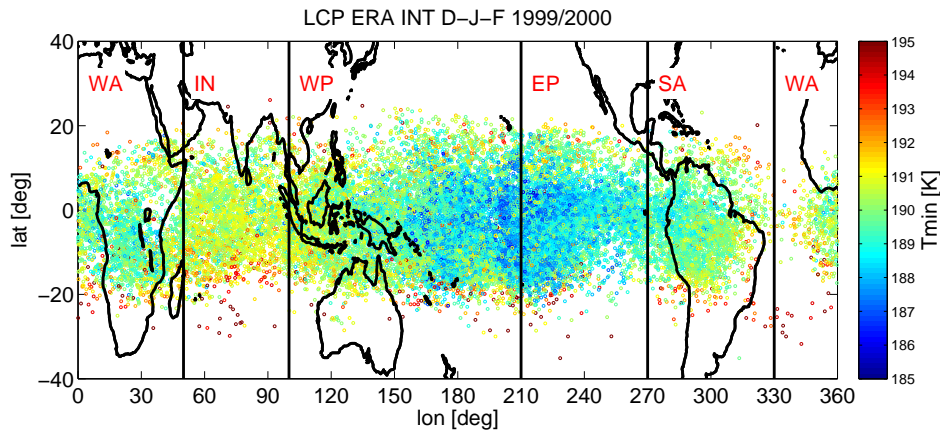 LCP ERA INT D−J−F 1999/2000
40
20
0
−20
−40
lat [deg]
WA IN WP EP SA WA
0 30 60 90 120 150 180 210 240 270 300 330 360
lon [deg]
195
194
193
192
191
190
189
188
187
186
185
Tmin [K]